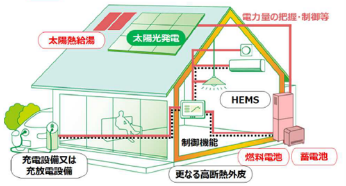 電力量の把握・制御等
太陽熱給湯
太陽光発電
HEMS
制御機能
充電設備又は
充放電設備
燃料電池
蓄電池
更なる高断熱外皮